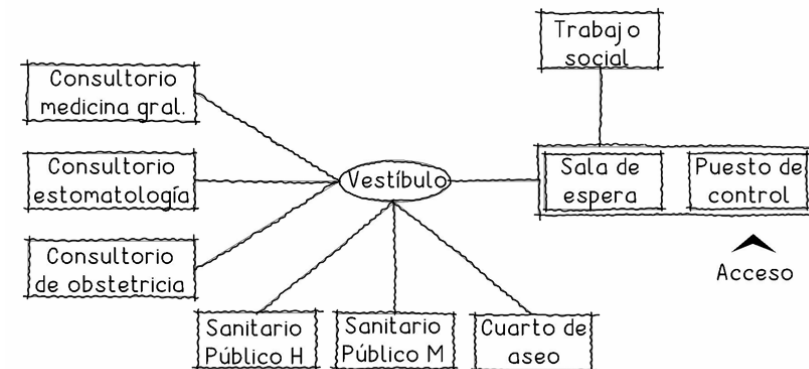 Trabajo
social
Consultorio
medicina gral.
Consultorio
estomatología
Vestíbulo
Sala de
espera
Puesto de
control
Consultorio
de obstetricia
Acceso
Sanitario
Público H
Sanitario
Público M
Cuarto de
aseo